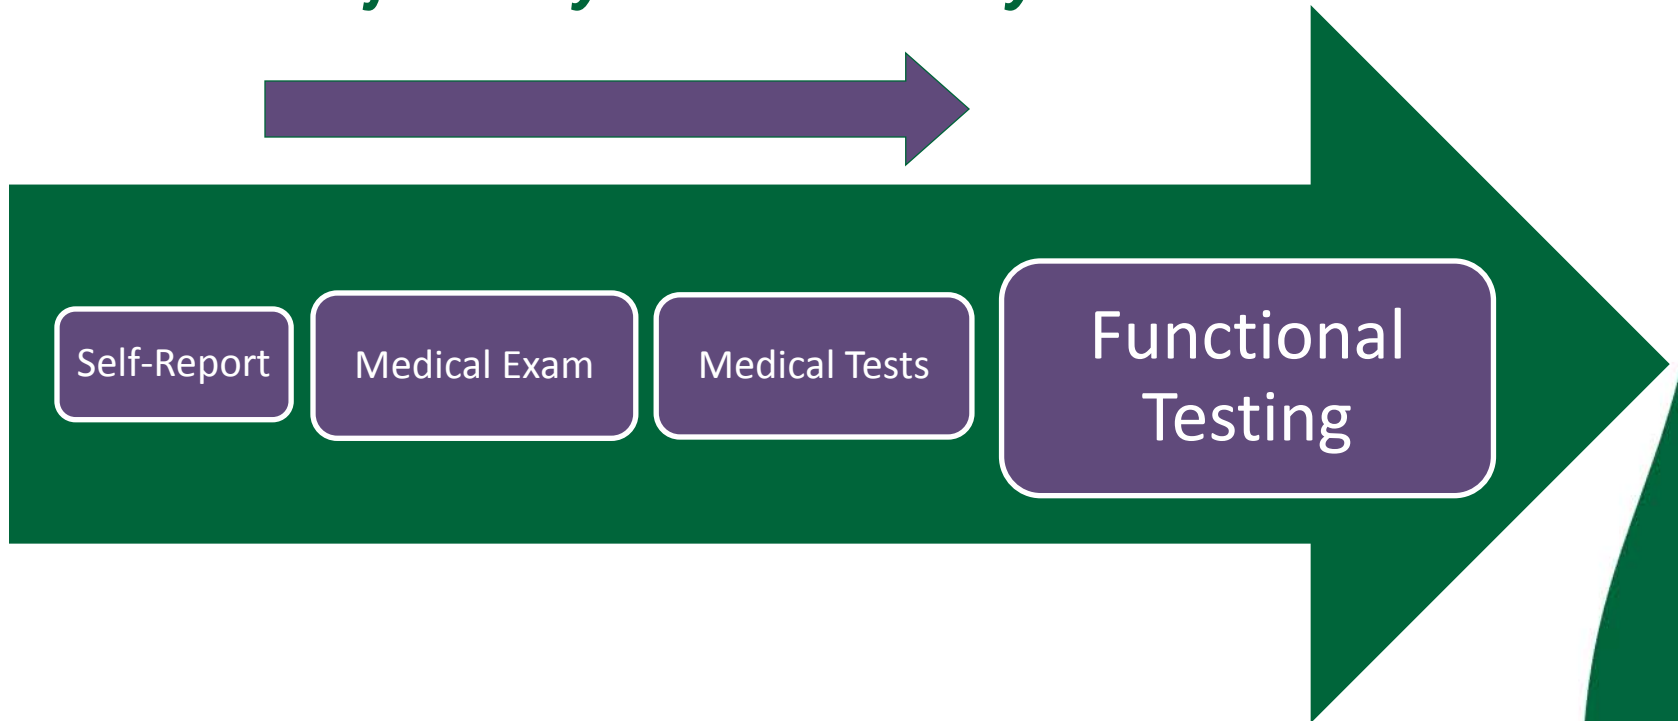 Self-Report
Medical Exam
Medical Tests
Functional
Testing